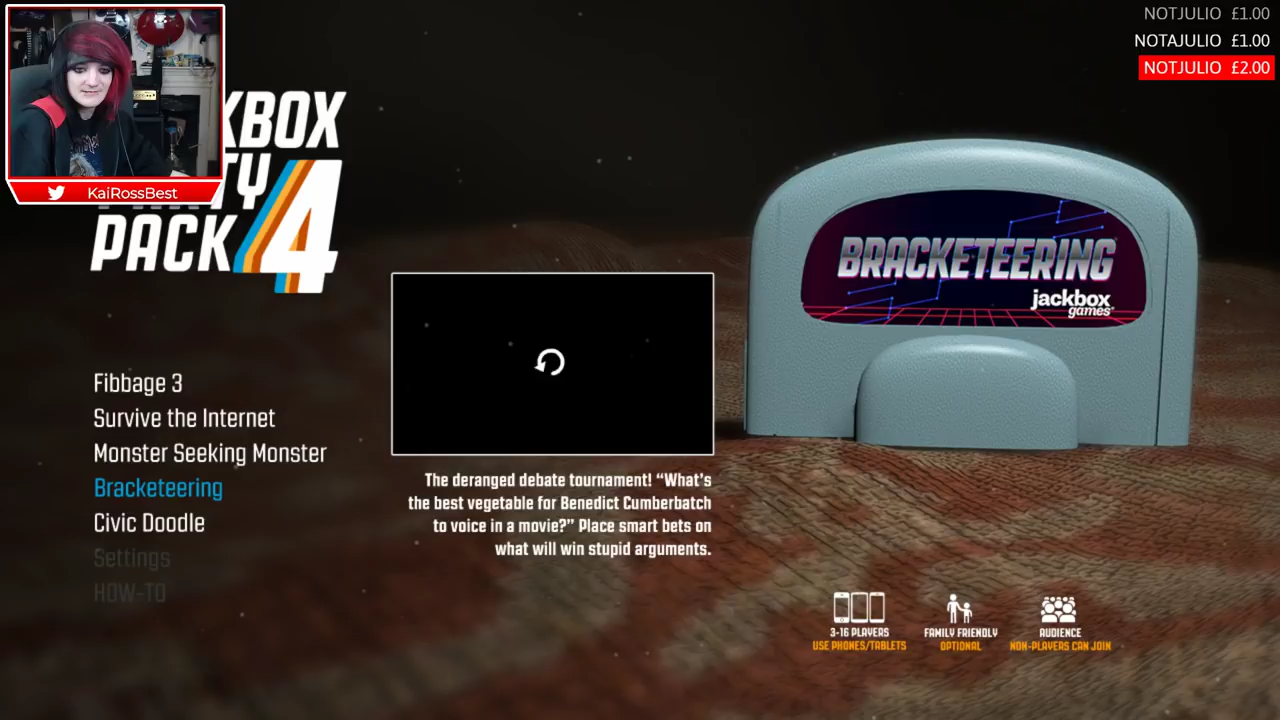 NOTJULIO £1.00
NOTAJULIO £1.00
NOTJULIO £2.00
KaiRossBest
KBOX
TY
PACK 4
BRACKETEERING
jackbox
games
Fibbage 3
Survive the Internet
Monster Seeking Monster
Bracketeering
Civic Doodle
Settings
HOW-TO
The deranged debate tournament! “What’s
the best vegetable for Benedict Cumberbatch
to voice in a movie?” Place smart bets on
what will win stupid arguments.
3-16 PLAYERS
USE PHONES/TABLETS
FAMILY FRIENDLY
OPTIONAL
AUDIENCE
NON-PLAYERS CAN JOIN